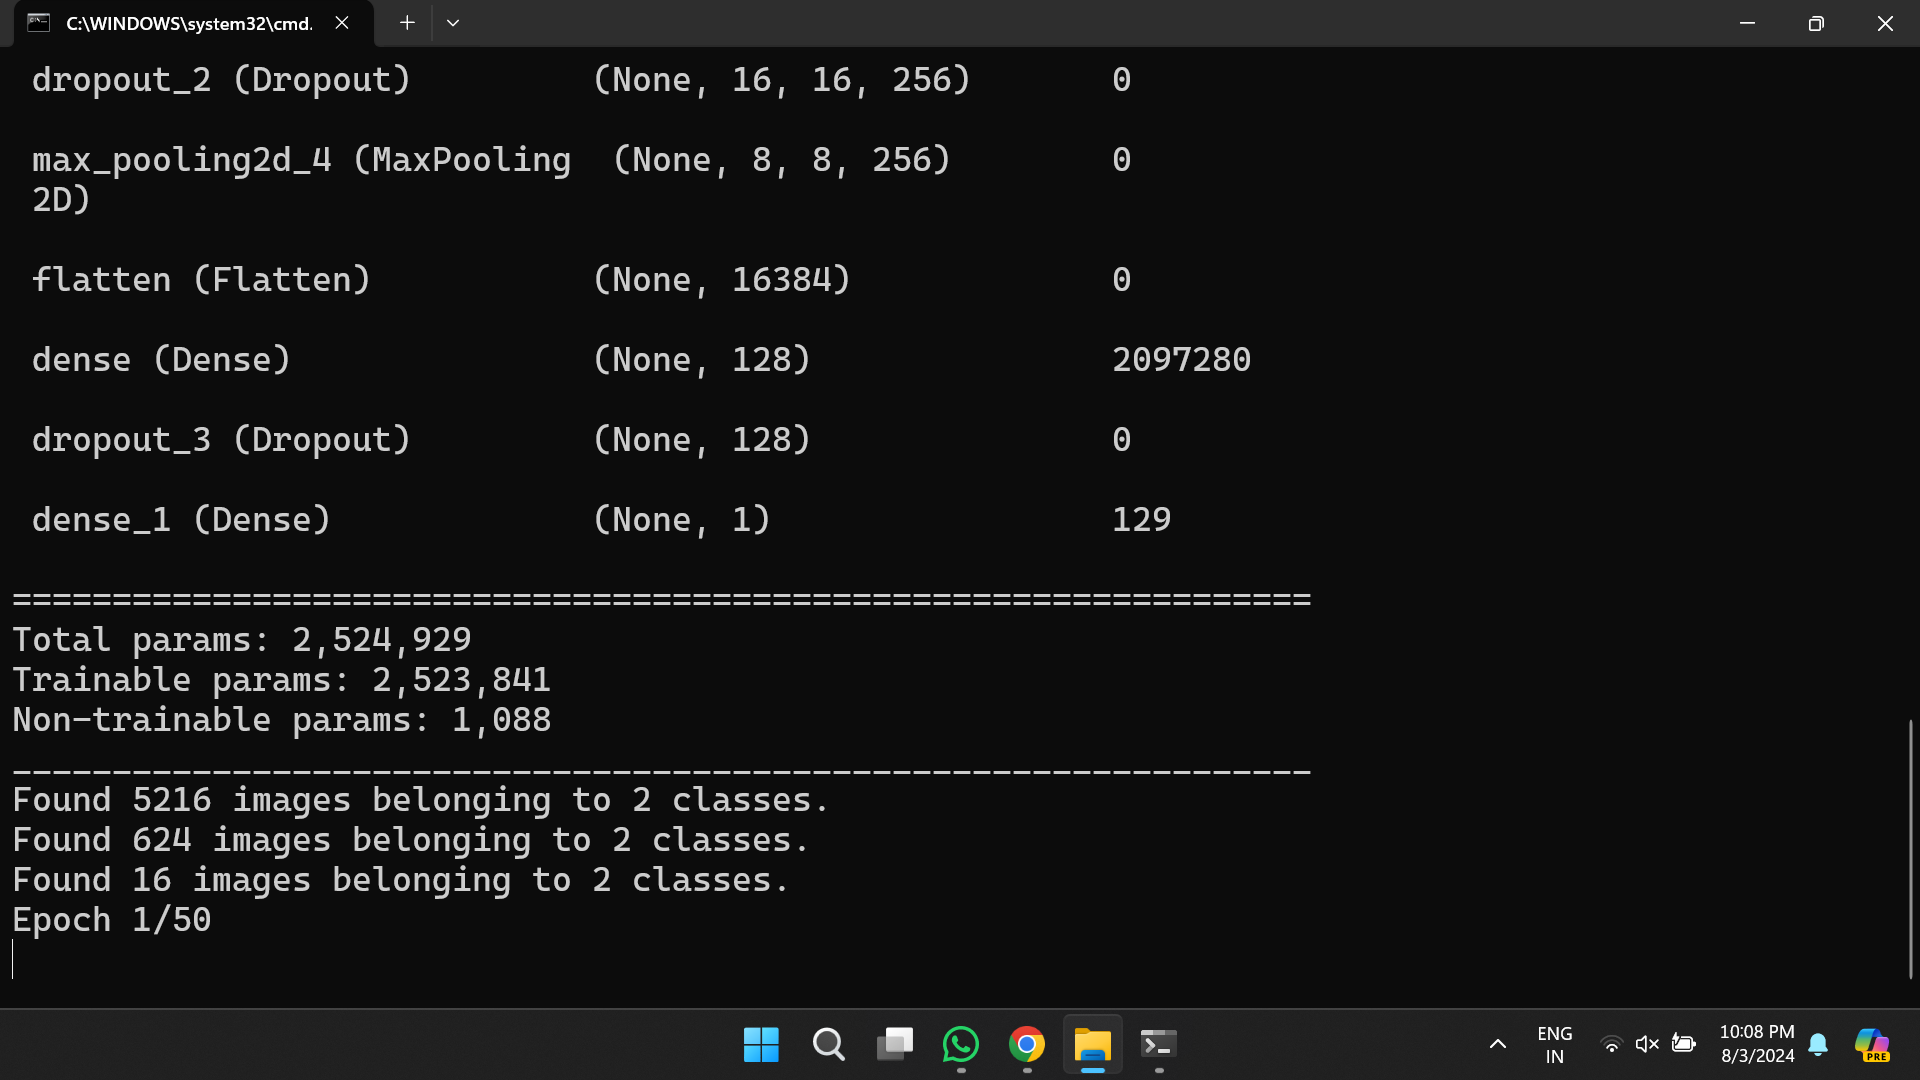 C:\WINDOWS\system32\cmd.
dropout_2 (Dropout) (None, 16, 16, 256) 0
max_pooling2d_4 (MaxPooling (None, 8, 8, 256) 0
2D)
flatten (Flatten) (None, 16384) 0
dense (Dense) (None, 128) 2097280
dropout_3 (Dropout) (None, 128) 0
dense_1 (Dense) (None, 1) 129
=================================================================
Total params: 2,524,929
Trainable params: 2,523,841
Non-trainable params: 1,088
_________________________________________________________________
Found 5216 images belonging to 2 classes.
Found 624 images belonging to 2 classes.
Found 16 images belonging to 2 classes.
Epoch 1/50
ENG
IN
10:08 PM
8/3/2024
PRE